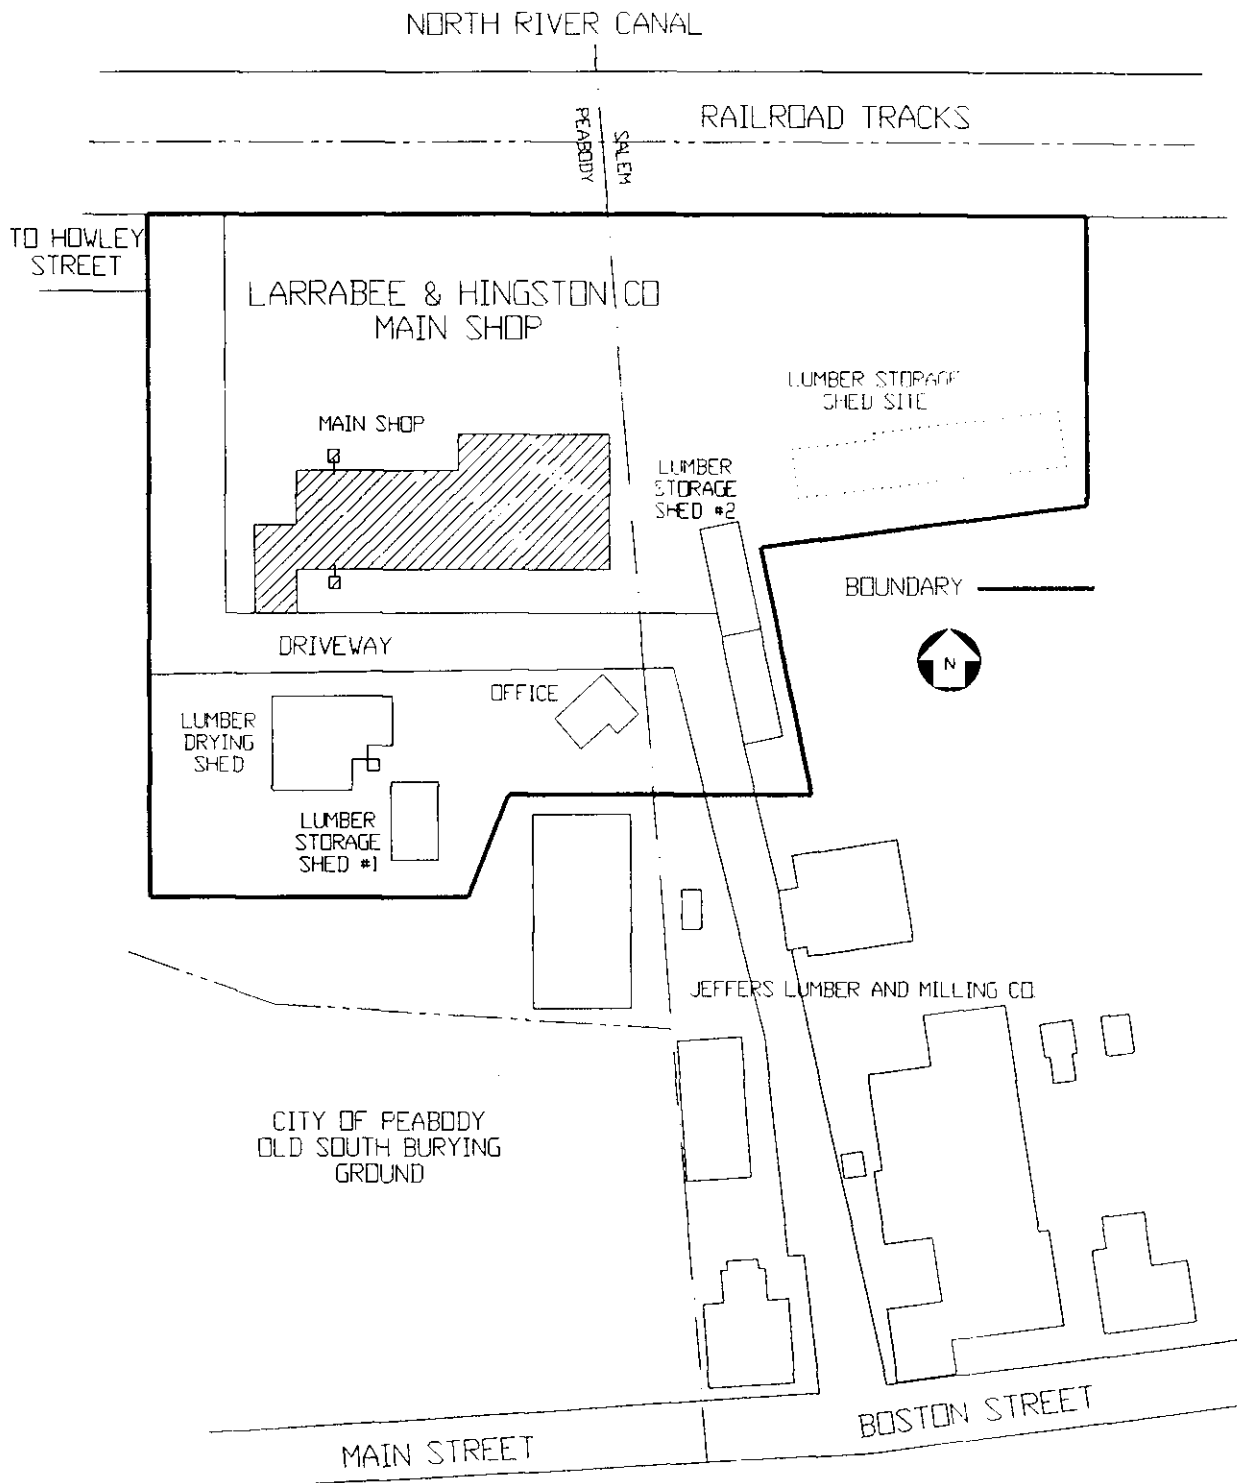 NORTH RIVER CANAL
RAILROAD TRACKS
PEABODY
SALEM
TO HOWLEY
STREET
LARRABEE & HINGSTON CO
MAIN SHOP
LUMBER STORAGE
SHED SITE
MAIN SHOP
LUMBER
STORAGE
SHED #2
BOUNDARY
N
DRIVEWAY
OFFICE
LUMBER
DRYING
SHED
LUMBER
STORAGE
SHED #1
JEFFERS LUMBER AND MILLING CO
CITY OF PEABODY
OLD SOUTH BURYING
GROUND
MAIN STREET
BOSTON STREET